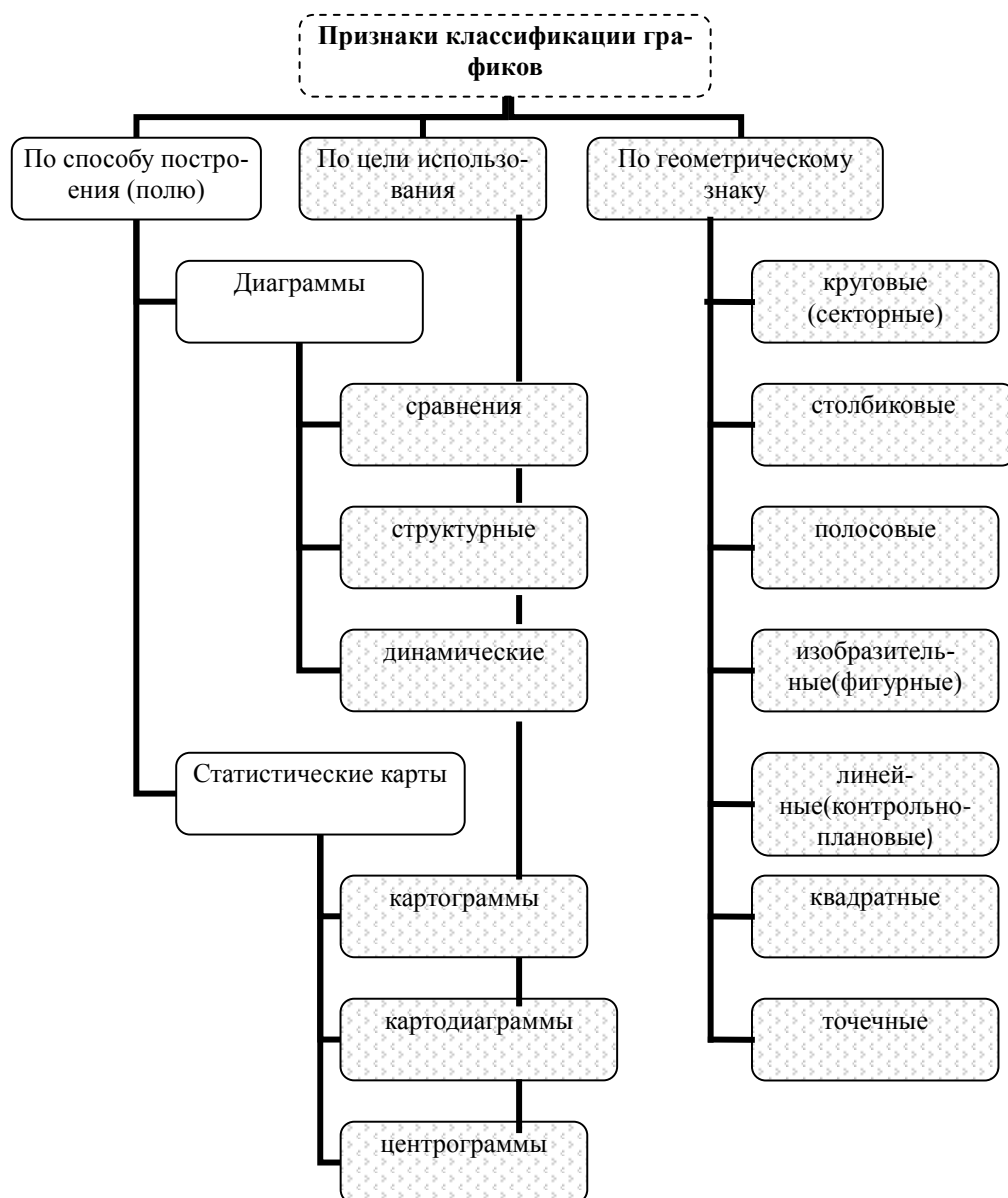 Признаки классификации гра-
фиков
По способу постро-
ения (полю)
По цели использо-
вания
По геометрическому
знаку
Диаграммы
круговые
(секторные)
сравнения
столбиковые
структурные
полосовые
динамические
изобразитель-
ные(фигурные)
Статистические карты
линей-
ные(контрольно-
плановые)
картограммы
квадратные
картодиаграммы
точечные
центрограммы